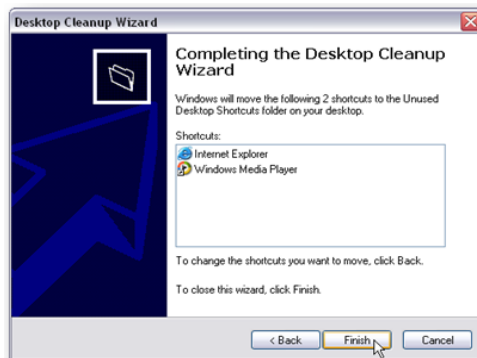 Desktop Cleanup Wizard
Completing the Desktop Cleanup
Wizard
Windows will move the following 2 shortcuts to the Unused
Desktop Shortcuts folder on your desktop.
Shortcuts:
Internet Explorer
Windows Media Player
To change the shortcuts you want to move, click Back.
To close this wizard, click Finish.
< Back Finish Cancel